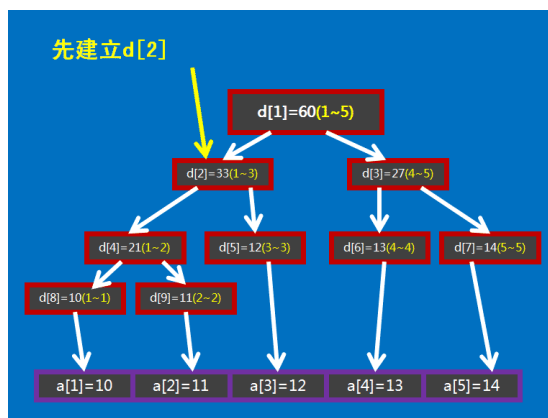 先建立d[2]
d[1]=60(1~5)
d[2]=33(1~3)
d[3]=27(4~5)
d[4]=21(1~2)
d[5]=12(3~3)
d[6]=13(4~4)
d[7]=14(5~5)
d[8]=10(1~1)
d[9]=11(2~2)
a[1]=10
a[2]=11
a[3]=12
a[4]=13
a[5]=14